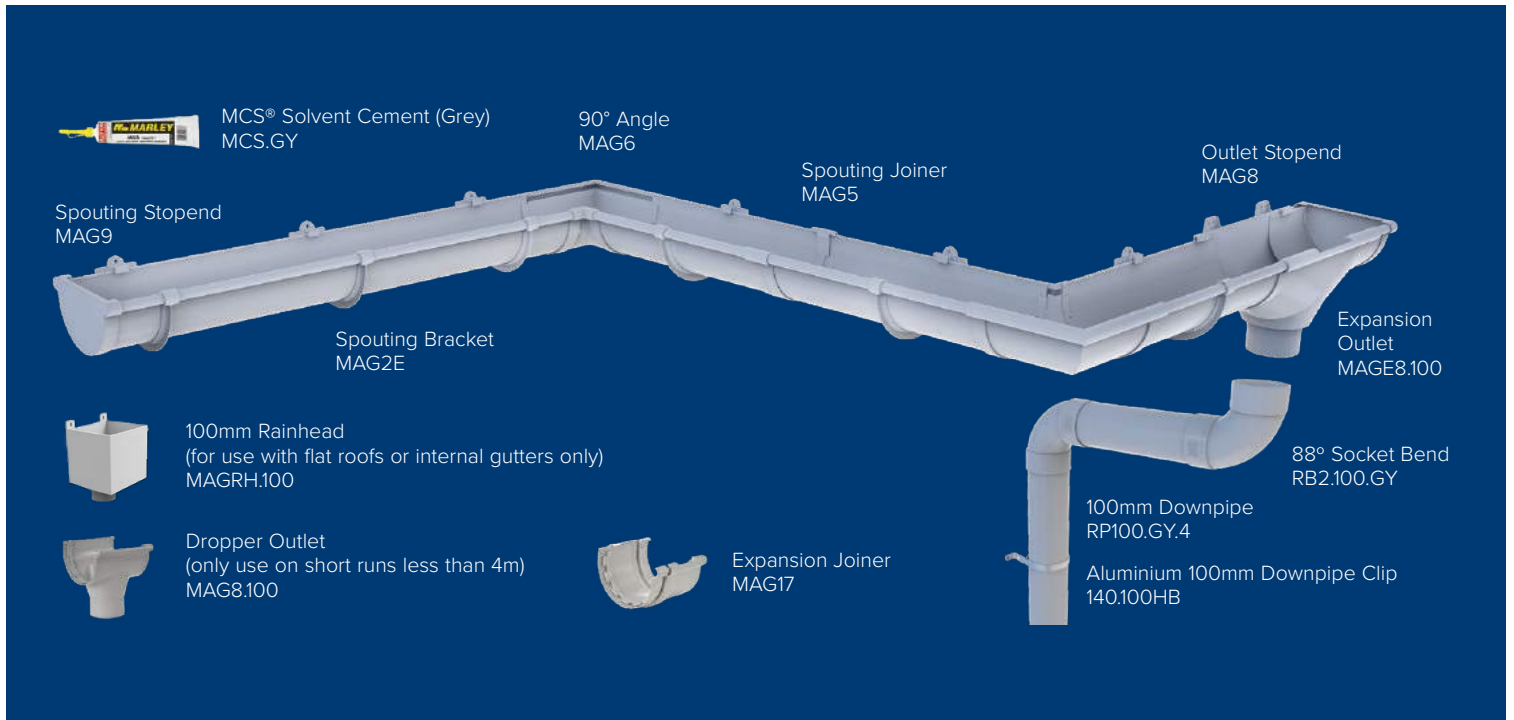 MARLEY
MCS® Solvent Cement (Grey)
MCS.GY
90° Angle
MAG6
Spouting Joiner
MAG5
Outlet Stopend
MAG8
Spouting Stopend
MAG9
Spouting Bracket
MAG2E
Expansion
Outlet
MAGE8.100
100mm Rainhead
(for use with flat roofs or internal gutters only)
MAGRH.100
88º Socket Bend
RB2.100.GY
100mm Downpipe
RP100.GY.4
Dropper Outlet
(only use on short runs less than 4m)
MAG8.100
Expansion Joiner
MAG17
Aluminium 100mm Downpipe Clip
140.100HB